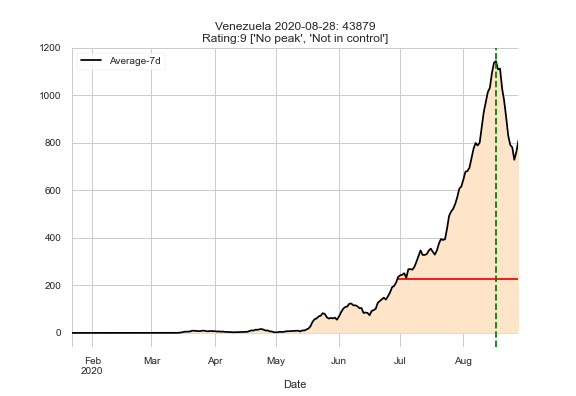 Venezuela 2020-08-28: 43879
Rating:9 ['No peak', 'Not in control']
Average-7d
1200
1000
800
600
400
200
0
Feb
2020
Mar
Apr
May
Jun
Jul
Aug
Date